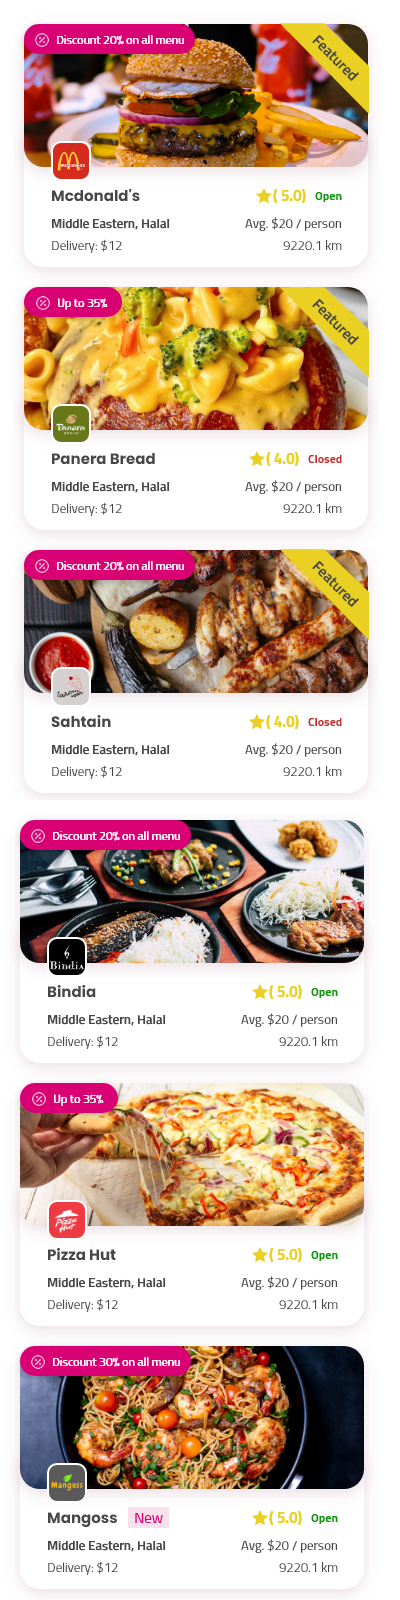 Discount 20% on all menu
Featured
McDonald's
Mcdonald's ( 5.0) Open
Middle Eastern, Halal Avg. $20 / person
Delivery: $12 9220.1 km
Up to 35%
Featured
Panera
BREAD
Panera Bread ( 4.0) Closed
Middle Eastern, Halal Avg. $20 / person
Delivery: $12 9220.1 km
Discount 20% on all menu
Featured
Sahtain ( 4.0) Closed
Middle Eastern, Halal Avg. $20 / person
Delivery: $12 9220.1 km
Discount 20% on all menu
Bindia
Bindia ( 5.0) Open
Middle Eastern, Halal Avg. $20 / person
Delivery: $12 9220.1 km
Up to 35%
Pizza
Hut
Pizza Hut ( 5.0) Open
Middle Eastern, Halal Avg. $20 / person
Delivery: $12 9220.1 km
Discount 30% on all menu
Mangoss
Mangoss New ( 5.0) Open
Middle Eastern, Halal Avg. $20 / person
Delivery: $12 9220.1 km